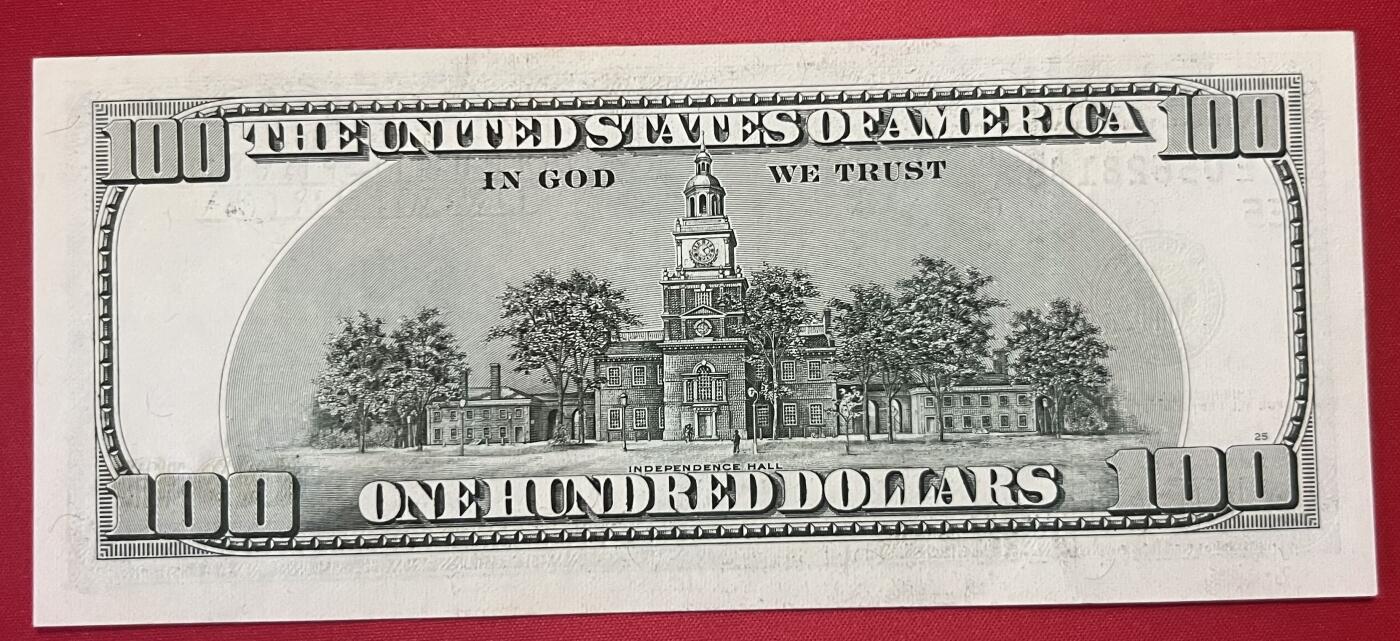 100 THE UNITED STATES OF AMERICA 100
IN GOD WE TRUST
INDEPENDENCE HALL
25
100 ONE HUNDRED DOLLARS 100